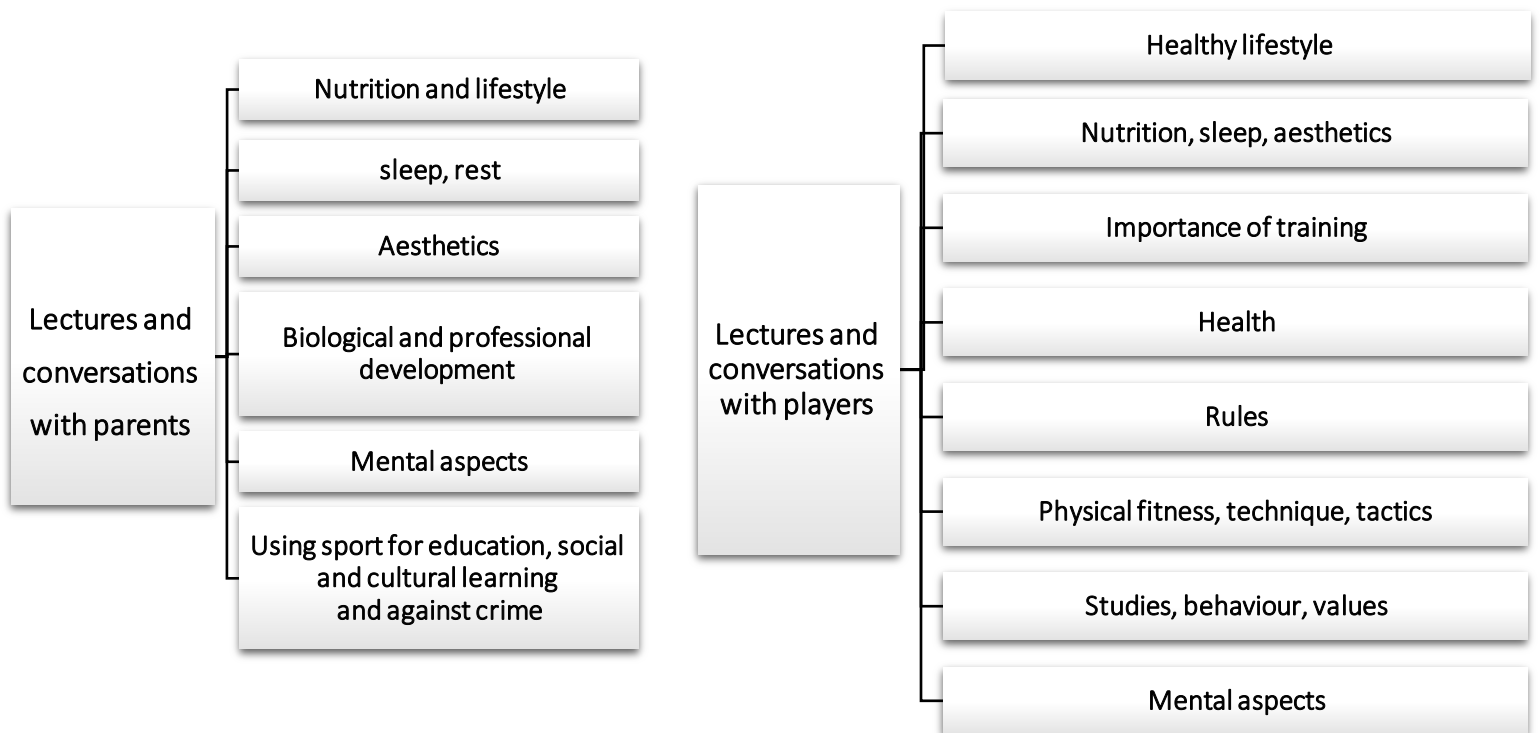 Lectures and
conversations
with parents
Nutrition and lifestyle
sleep, rest
Aesthetics
Biological and professional
development
Mental aspects
Using sport for education, social
and cultural learning
and against crime
Lectures and
conversations
with players
Healthy lifestyle
Nutrition, sleep, aesthetics
Importance of training
Health
Rules
Physical fitness, technique, tactics
Studies, behaviour, values
Mental aspects